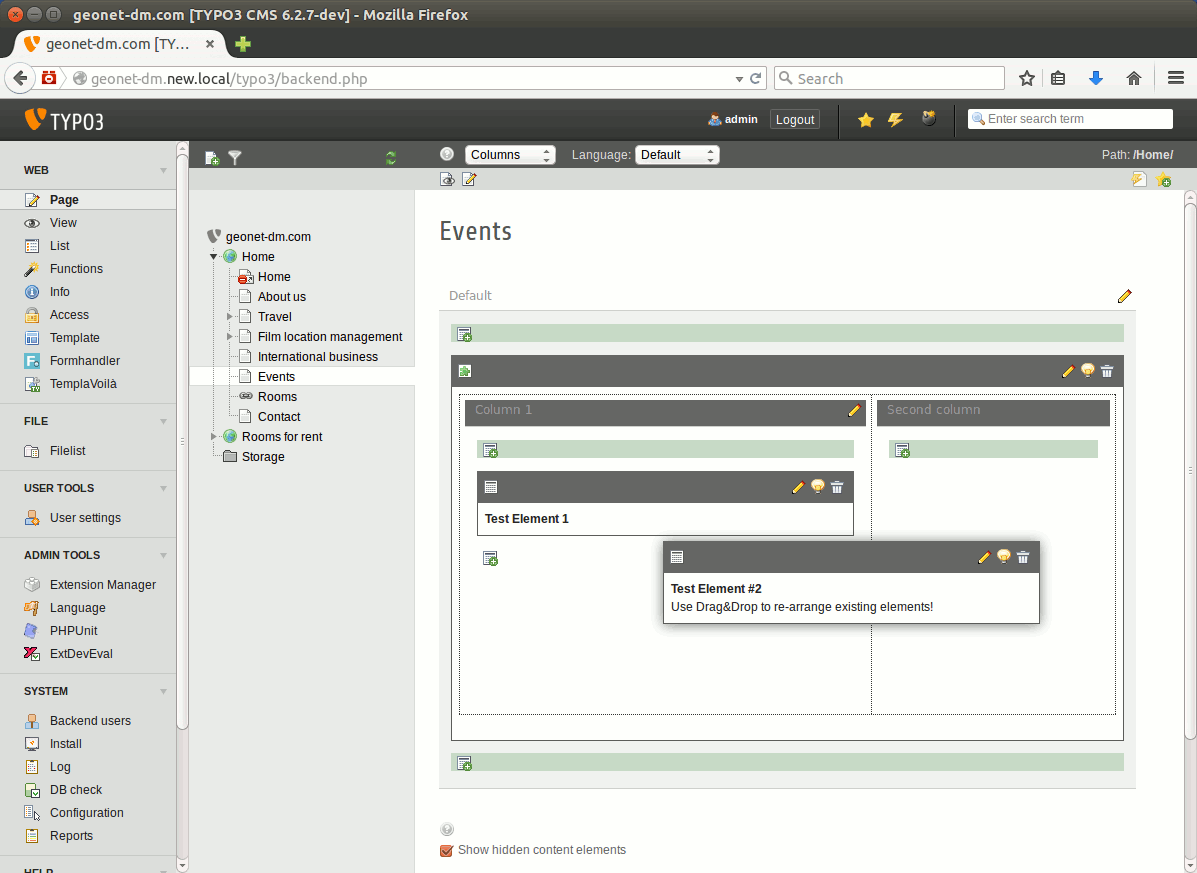 geonet-dm.com [TYPO3 CMS 6.2.7-dev] - Mozilla Firefox
geonet-dm.com [TY...
geonet-dm.new.local/typo3/backend.php
Search
TYPO3
admin
Logout
Enter search term
Columns
Language:
Default
Path: /Home/
WEB
Page
View
List
Functions
Info
Access
Template
Formhandler
TemplaVoilà
FILE
Filelist
USER TOOLS
User settings
ADMIN TOOLS
Extension Manager
Language
PHPUnit
ExtDevEval
SYSTEM
Backend users
Install
Log
DB check
Configuration
Reports
HELP
geonet-dm.com
Home
Home
About us
Travel
Film location management
International business
Events
Rooms
Contact
Rooms for rent
Storage
Events
Default
Column 1
Second column
Test Element 1
Test Element #2
Use Drag&Drop to re-arrange existing elements!
Show hidden content elements